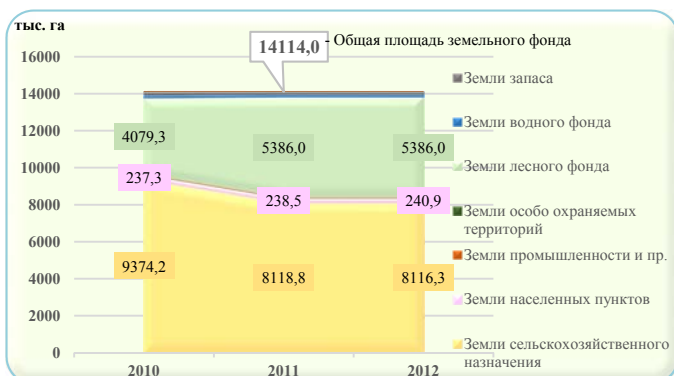 тыс. га
14114,0
- Общая площадь земельного фонда
16000
14000
12000
10000
8000
6000
4000
2000
0
4079,3
5386,0
5386,0
237,3
238,5
240,9
9374,2
8118,8
8116,3
2010
2011
2012
Земли запаса
Земли водного фонда
Земли лесного фонда
Земли особо охраняемых
территорий
Земли промышленности и пр.
Земли населенных пунктов
Земли сельскохозяйственного
назначения